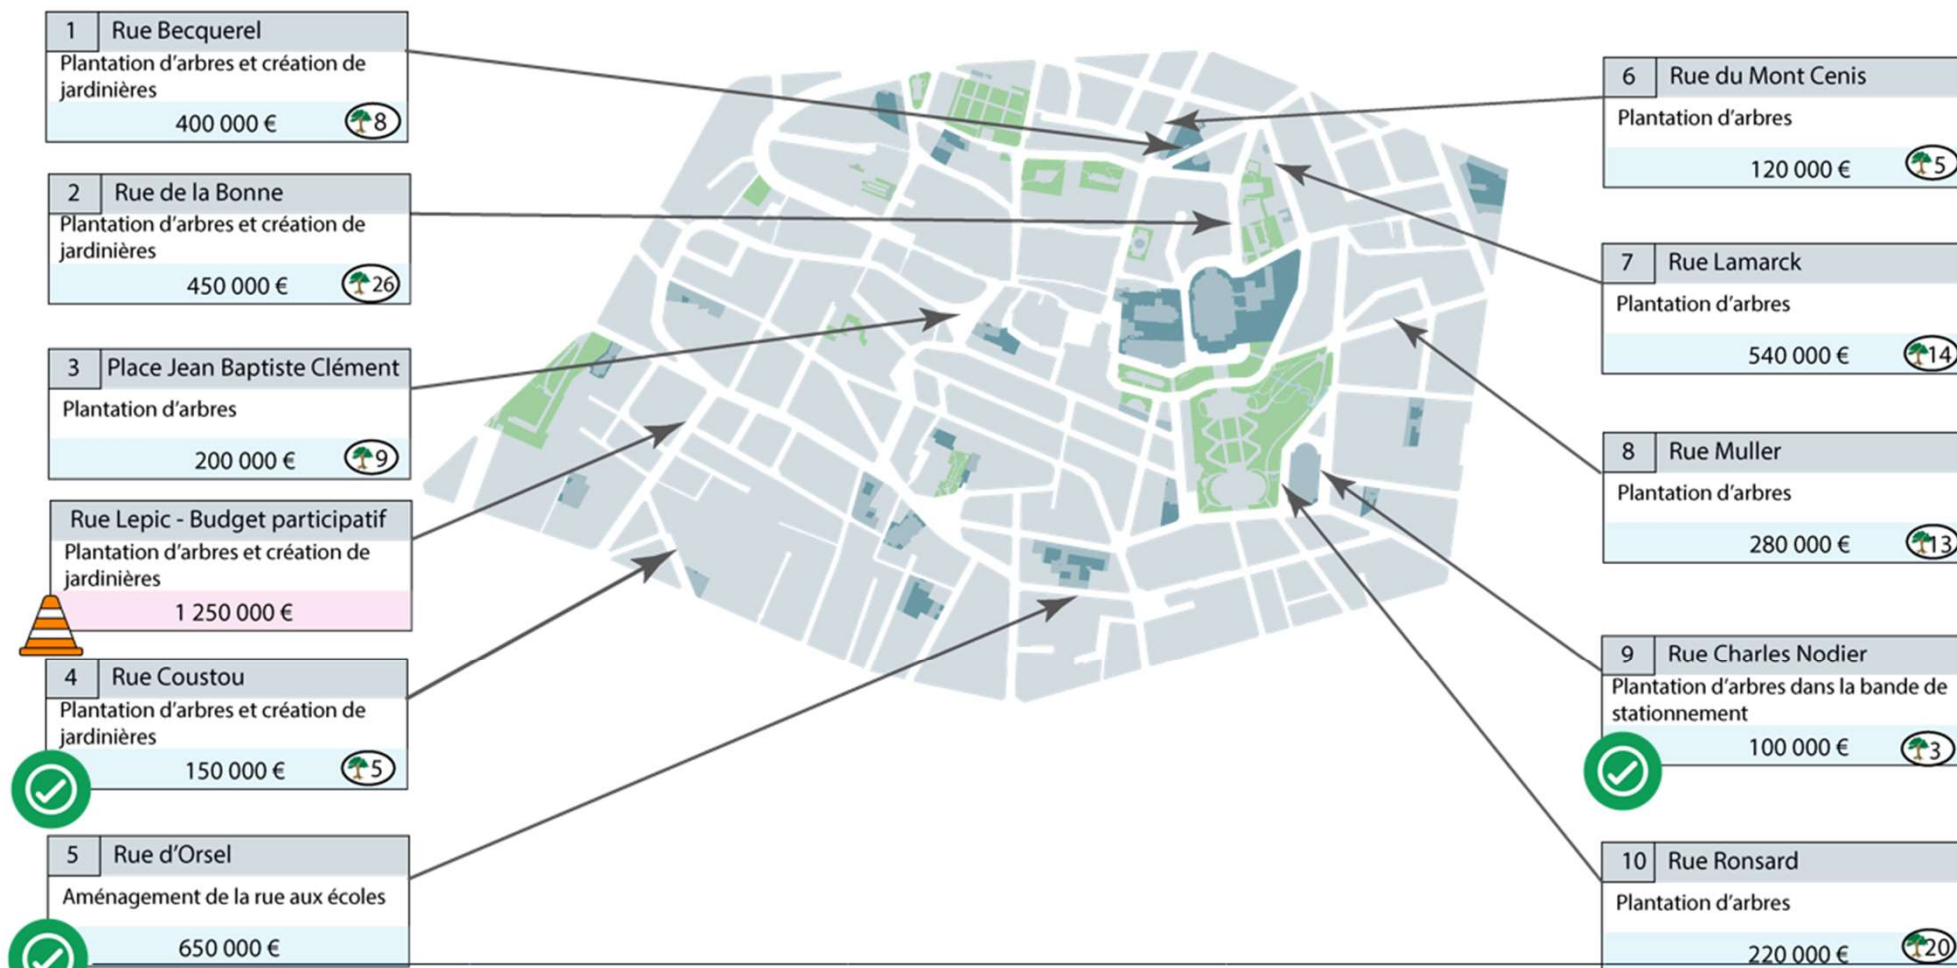 1 Rue Becquerel
Plantation d'arbres et création de
jardinières
400 000 € 8
2 Rue de la Bonne
Plantation d'arbres et création de
jardinières
450 000 € 26
3 Place Jean Baptiste Clément
Plantation d'arbres
200 000 € 9
Rue Lepic - Budget participatif
Plantation d'arbres et création de
jardinières
1 250 000 €
4 Rue Coustou
Plantation d'arbres et création de
jardinières
150 000 € 5
5 Rue d'Orsel
Aménagement de la rue aux écoles
650 000 €
6 Rue du Mont Cenis
Plantation d'arbres
120 000 € 5
7 Rue Lamarck
Plantation d'arbres
540 000 € 14
8 Rue Muller
Plantation d'arbres
280 000 € 13
9 Rue Charles Nodier
Plantation d'arbres dans la bande de
stationnement
100 000 € 3
10 Rue Ronsard
Plantation d'arbres
220 000 € 20